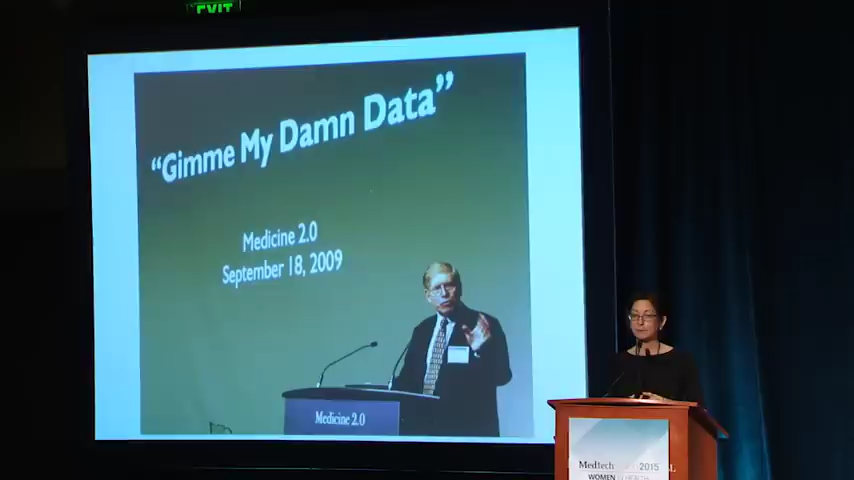 EXIT
“Gimme My Damn Data”
Medicine 2.0
September 18, 2009
Medicine 2.0
Medtech 2015
WOMEN